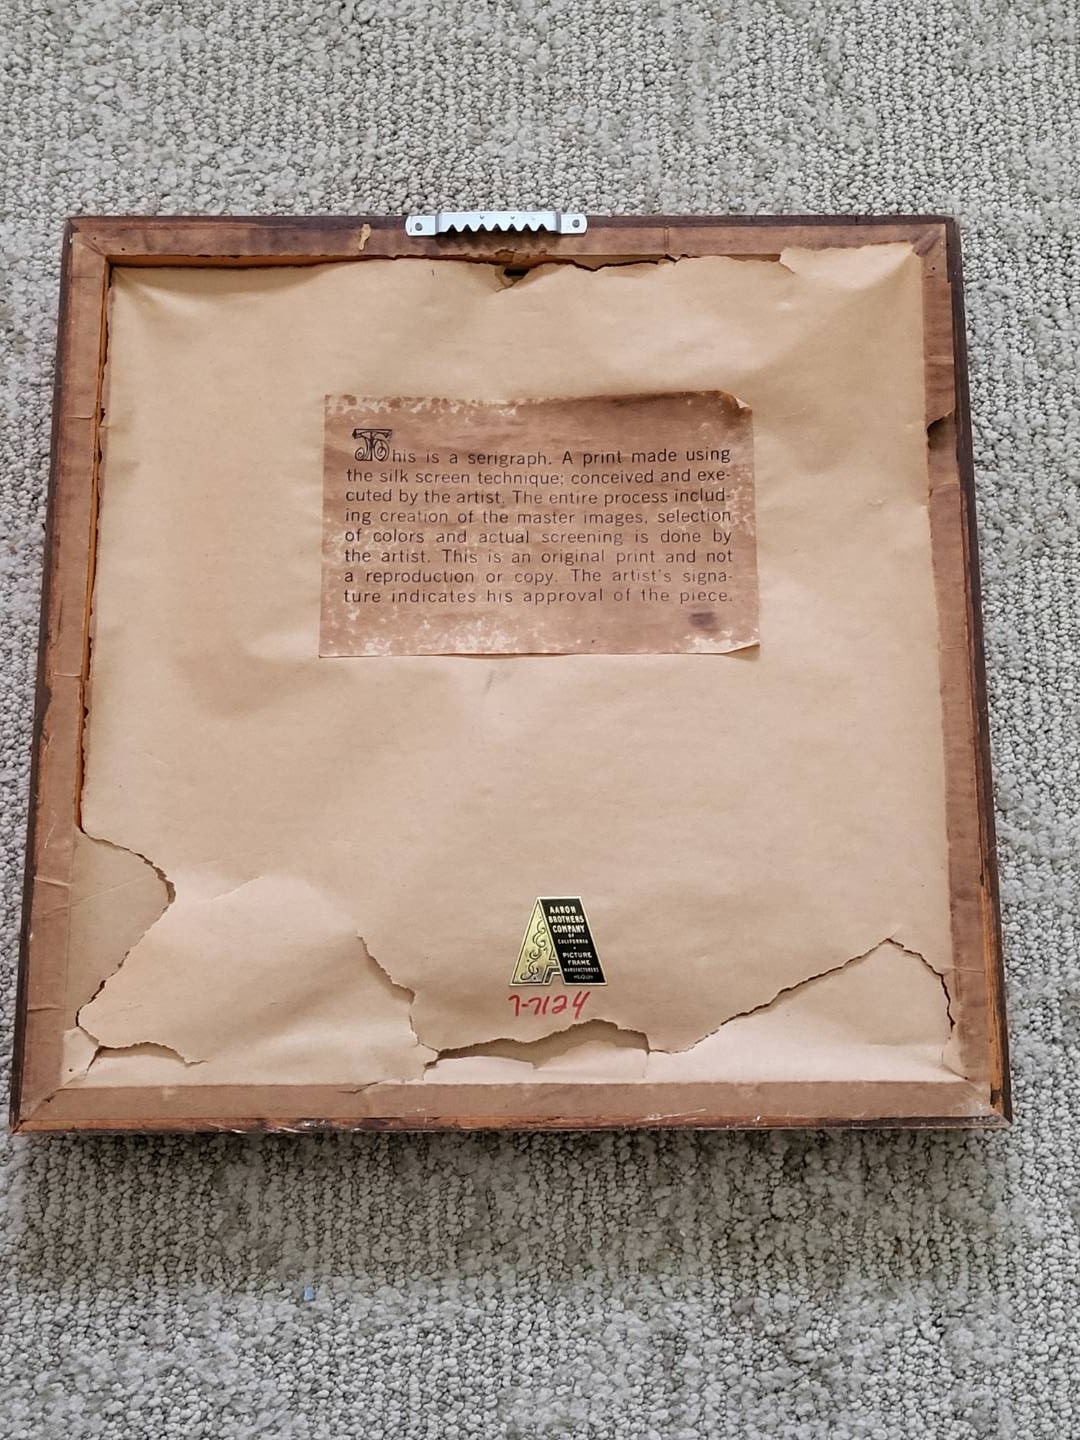 This is a serigraph. A print made using
the silk screen technique; conceived and exe-
cuted by the artist. The entire process includ-
ing creation of the master images, selection
of colors and actual screening is done by
the artist. This is an original print and not
a reproduction or copy. The artist's signa-
ture indicates his approval of the piece.
AARON
BROTHERS
COMPANY
OF
CALIFORNIA
PICTURE
FRAME
MANUFACTURERS
7-7124